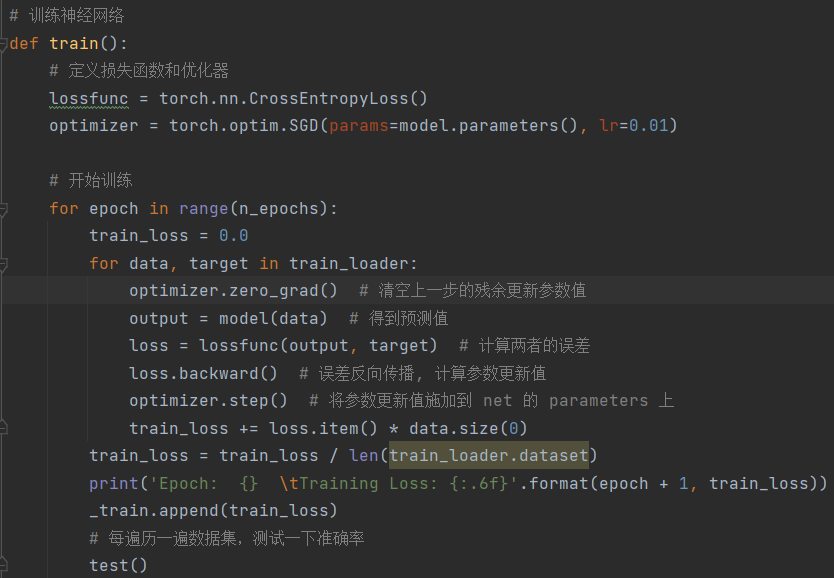 # 训练神经网络
def train():
    # 定义损失函数和优化器
    lossfunc = torch.nn.CrossEntropyLoss()
    optimizer = torch.optim.SGD(params=model.parameters(), lr=0.01)

    # 开始训练
    for epoch in range(n_epochs):
        train_loss = 0.0
        for data, target in train_loader:
            optimizer.zero_grad()  # 清空上一步的残余更新参数值
            output = model(data)  # 得到预测值
            loss = lossfunc(output, target)  # 计算两者的误差
            loss.backward()  # 误差反向传播, 计算参数更新值
            optimizer.step()  # 将参数更新值施加到 net 的 parameters 上
            train_loss += loss.item() * data.size(0)
        train_loss = train_loss / len(train_loader.dataset)
        print('Epoch:  {}  \tTraining Loss: {:.6f}'.format(epoch + 1, train_loss))
        _train.append(train_loss)
        # 每遍历一遍数据集，测试一下准确率
        test()